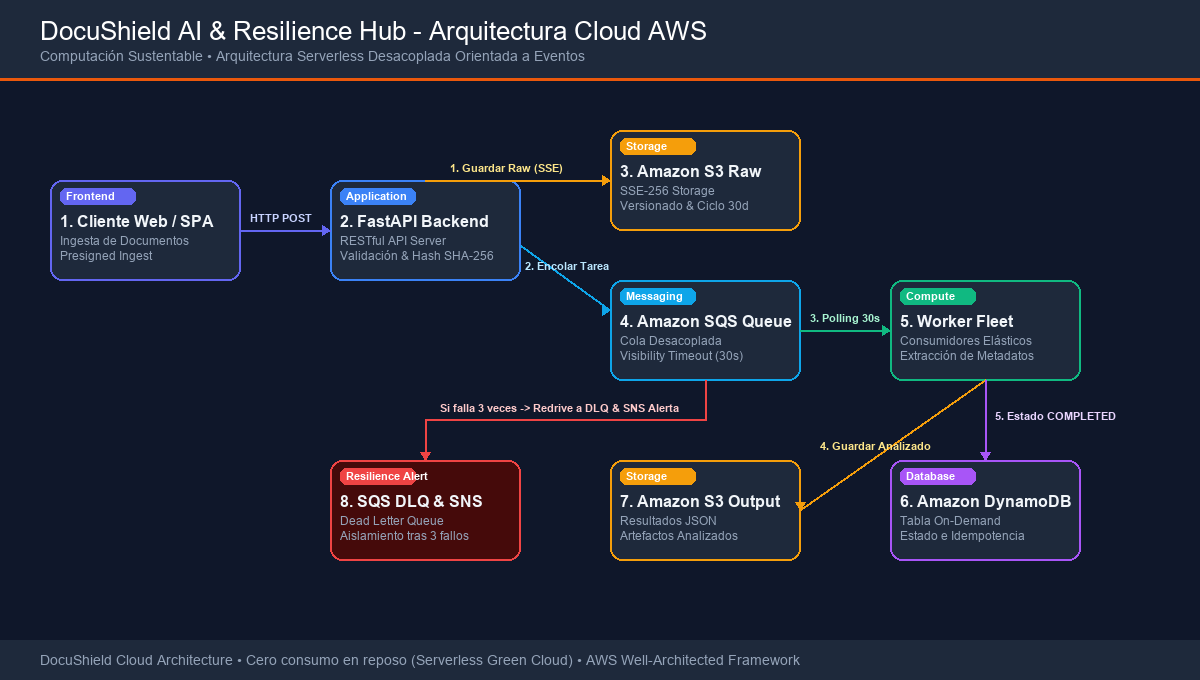 DocuShield AI & Resilience Hub - Arquitectura Cloud AWS
Computación Sustentable • Arquitectura Serverless Desacoplada Orientada a Eventos
Frontend
1. Cliente Web / SPA
Ingesta de Documentos
Presigned Ingest
HTTP POST
Application
2. FastAPI Backend
RESTful API Server
Validación & Hash SHA-256
1. Guardar Raw (SSE)
Storage
3. Amazon S3 Raw
SSE-256 Storage
Versionado & Ciclo 30d
2. Encolar Tarea
Messaging
4. Amazon SQS Queue
Cola Desacoplada
Visibility Timeout (30s)
3. Polling 30s
Compute
5. Worker Fleet
Consumidores Elásticos
Extracción de Metadatos
Si falla 3 veces -> Redrive a DLQ & SNS Alerta
4. Guardar Analizado
5. Estado COMPLETED
Resilience Alert
8. SQS DLQ & SNS
Dead Letter Queue
Aislamiento tras 3 fallos
Storage
7. Amazon S3 Output
Resultados JSON
Artefactos Analizados
Database
6. Amazon DynamoDB
Tabla On-Demand
Estado e Idempotencia
DocuShield Cloud Architecture • Cero consumo en reposo (Serverless Green Cloud) • AWS Well-Architected Framework